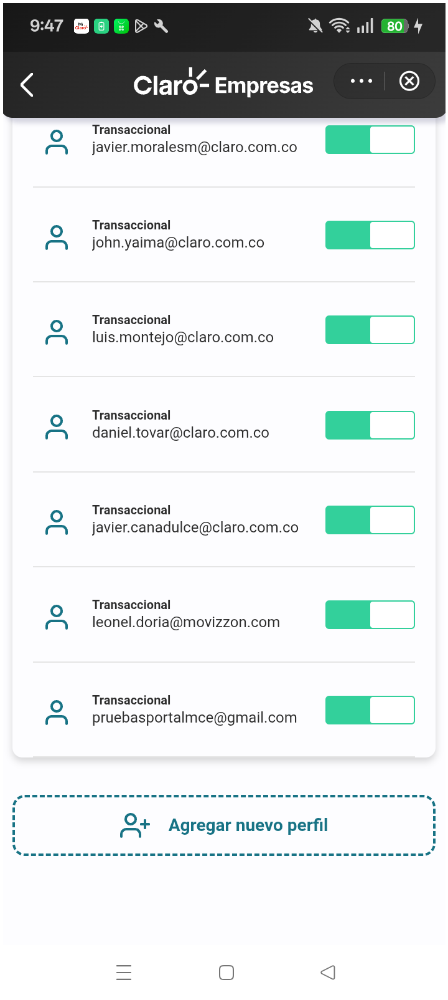 9:47
Mi
Claro
80
Claro- Empresas
Transaccional
javier.moralesm@claro.com.co
Transaccional
john.yaima@claro.com.co
Transaccional
luis.montejo@claro.com.co
Transaccional
daniel.tovar@claro.com.co
Transaccional
javier.canadulce@claro.com.co
Transaccional
leonel.doria@movizzon.com
Transaccional
pruebasportalmce@gmail.com
Agregar nuevo perfil